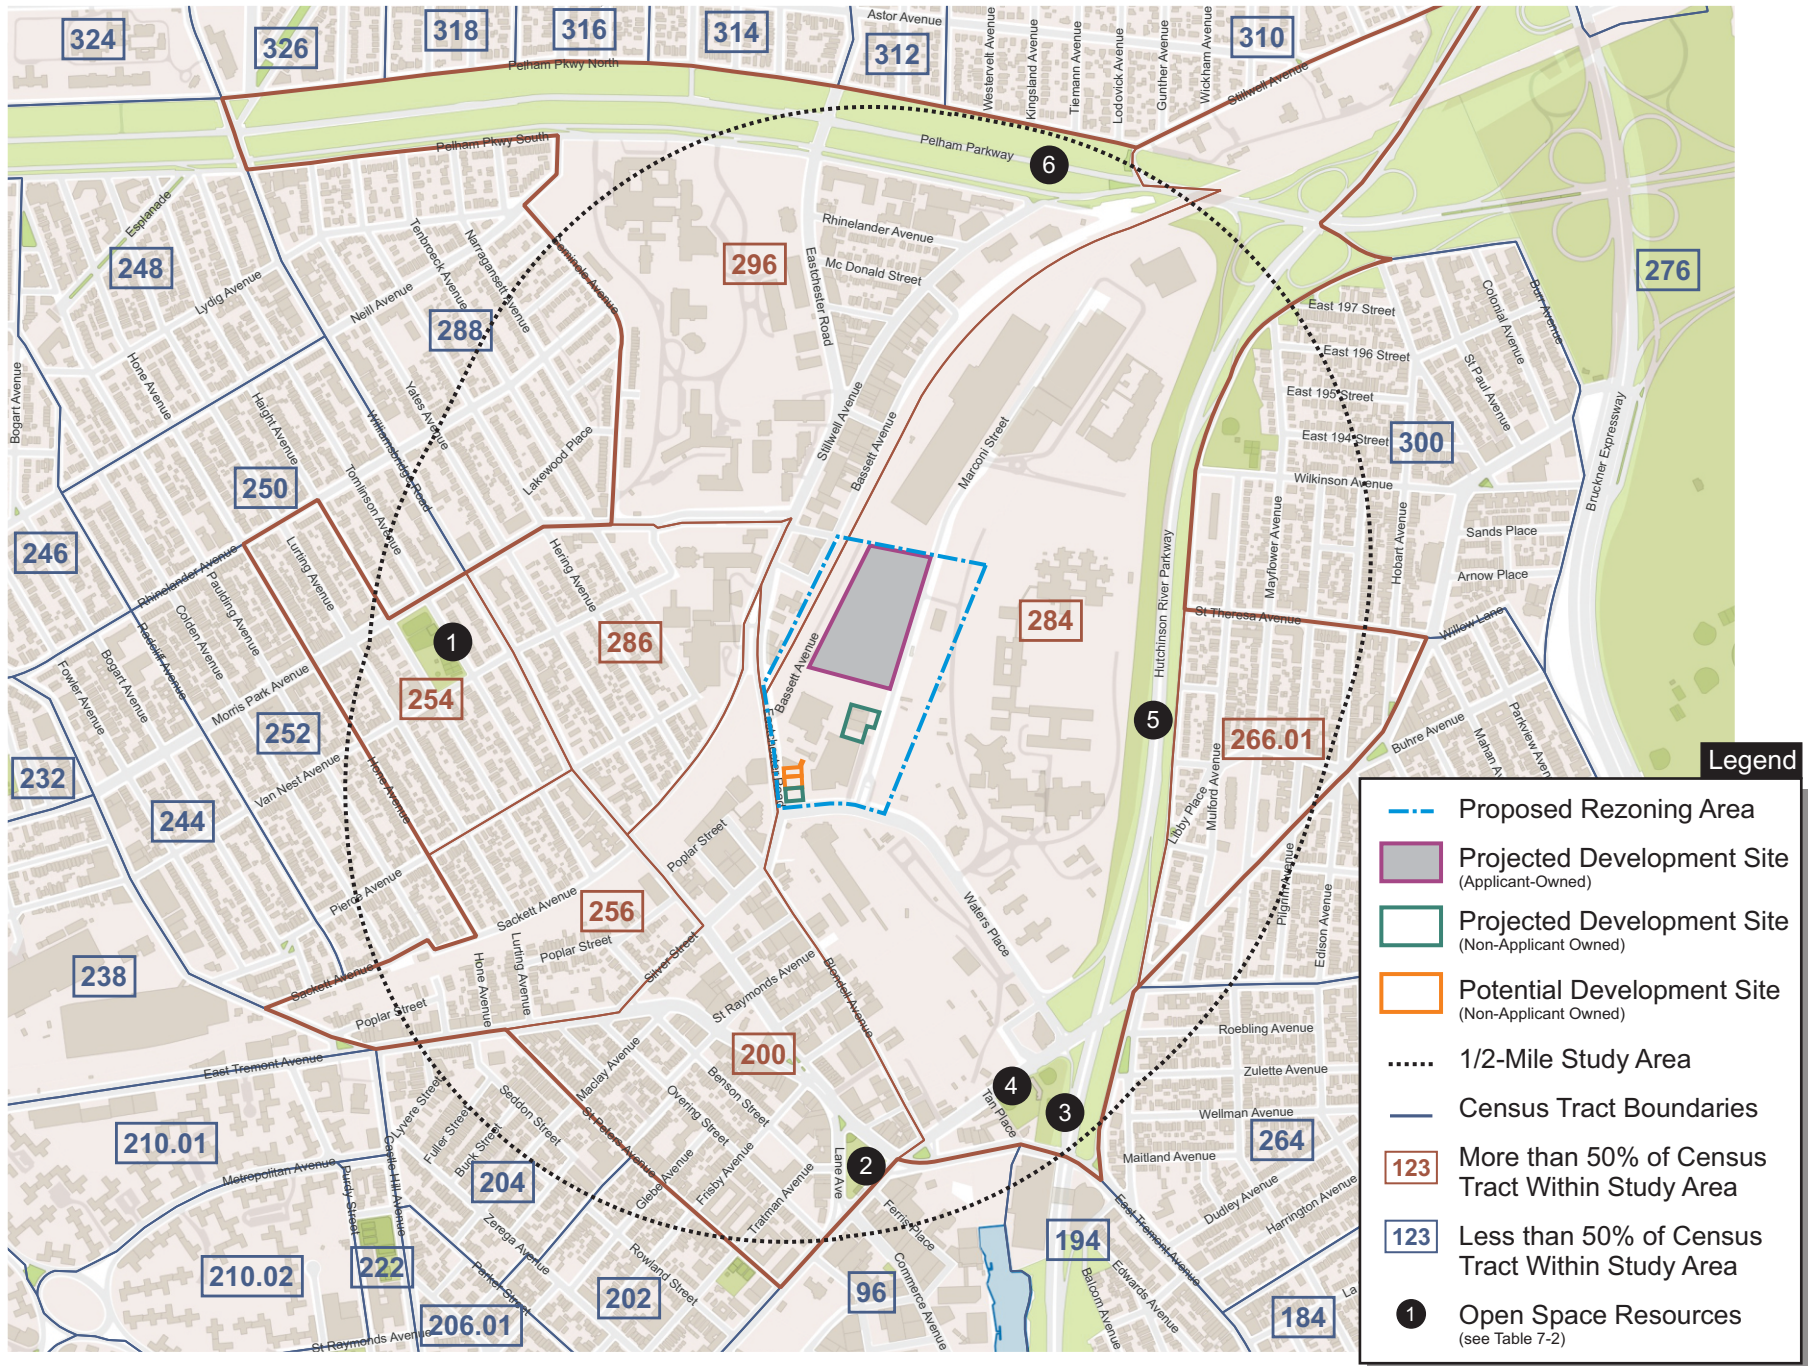 324
326
318
316
314
312
310
Astor Avenue
Westervelt Avenue
Kingsland Avenue
Tiemann Avenue
Lodovick Avenue
Gunther Avenue
Wickham Avenue
Stillwell Avenue
Pelham Pkwy North
Pelham Pkwy South
Pelham Parkway
6
Esplanade
248
Lydig Avenue
Neill Avenue
Tenbroeck Avenue
Narragansett Avenue
Seminole Avenue
288
296
Rhinelander Avenue
Mc Donald Street
Eastchester Road
276
East 197 Street
East 196 Street
East 195 Street
East 194 Street
Colonial Avenue
Burr Avenue
St Paul Avenue
300
Wilkinson Avenue
Bruckner Expressway
Bogart Avenue
Hone Avenue
Haight Avenue
Yates Avenue
Williamsbridge Road
Tomlinson Avenue
Lakewood Place
Stillwell Avenue
Bassett Avenue
Marconi Street
250
246
Rhinelander Avenue
Lurting Avenue
Paulding Avenue
Colden Avenue
Radcliff Avenue
Bogart Avenue
Fowler Avenue
Morris Park Avenue
Hering Avenue
1
254
286
284
Bassett Avenue
Eastchester Road
Hutchinson River Parkway
5
Mayflower Avenue
Hobart Avenue
Sands Place
Arnow Place
St Theresa Avenue
Willow Lane
266.01
Buhre Avenue
Mahan Av
Parkview Aven
Libby Place
Mulford Avenue
Pilgrim Avenue
Edison Avenue
252
232
244
Van Nest Avenue
Hone Avenue
Pierce Avenue
Sackett Avenue
256
Poplar Street
Poplar Street
Silver Street
Lurting Avenue
Hone Avenue
238
Sackett Avenue
Poplar Street
St Raymonds Avenue
Blondell Avenue
Waters Place
East Tremont Avenue
200
Maclay Avenue
Benson Street
Overing Street
Seddon Street
St Peters Avenue
Lyvere Street
Fuller Street
Buck Street
Castle Hill Avenue
4
3
Tan Place
Roebling Avenue
Zulette Avenue
Wellman Avenue
264
Maitland Avenue
Dudley Avenue
Harrington Avenue
East Tremont Avenue
210.01
Metropolitan Avenue
Purdy Street
204
Glebe Avenue
Frisby Avenue
Tratman Avenue
Lane Ave
2
Ferris Place
Commerce Avenue
Zerega Avenue
Parker Street
Rowland Street
210.02
222
206.01
202
96
194
184
Balcom Avenue
Edwards Avenue
La
St Raymonds Avenue
Legend
Proposed Rezoning Area
Projected Development Site
(Applicant-Owned)
Projected Development Site
(Non-Applicant Owned)
Potential Development Site
(Non-Applicant Owned)
1/2-Mile Study Area
Census Tract Boundaries
123
More than 50% of Census
Tract Within Study Area
123
Less than 50% of Census
Tract Within Study Area
1
Open Space Resources
(see Table 7-2)